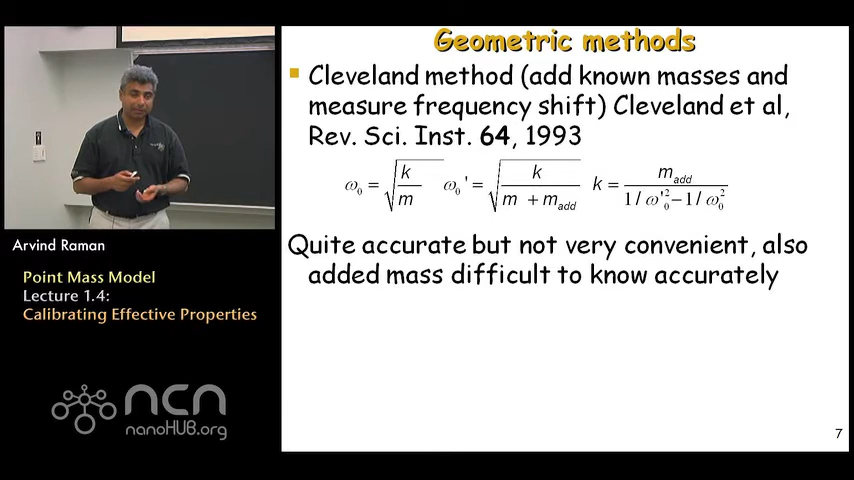 Geometric methods
Cleveland method (add known masses and
measure frequency shift) Cleveland et al,
Rev. Sci. Inst. 64, 1993
ω₀ = √(k/m) ω₀' = √(k/(m + m_add)) k = m_add/(1/ω'₀² − 1/ω₀²)
Quite accurate but not very convenient, also
added mass difficult to know accurately
Arvind Raman
Point Mass Model
Lecture 1.4:
Calibrating Effective Properties
ncn
nanoHUB.org
7